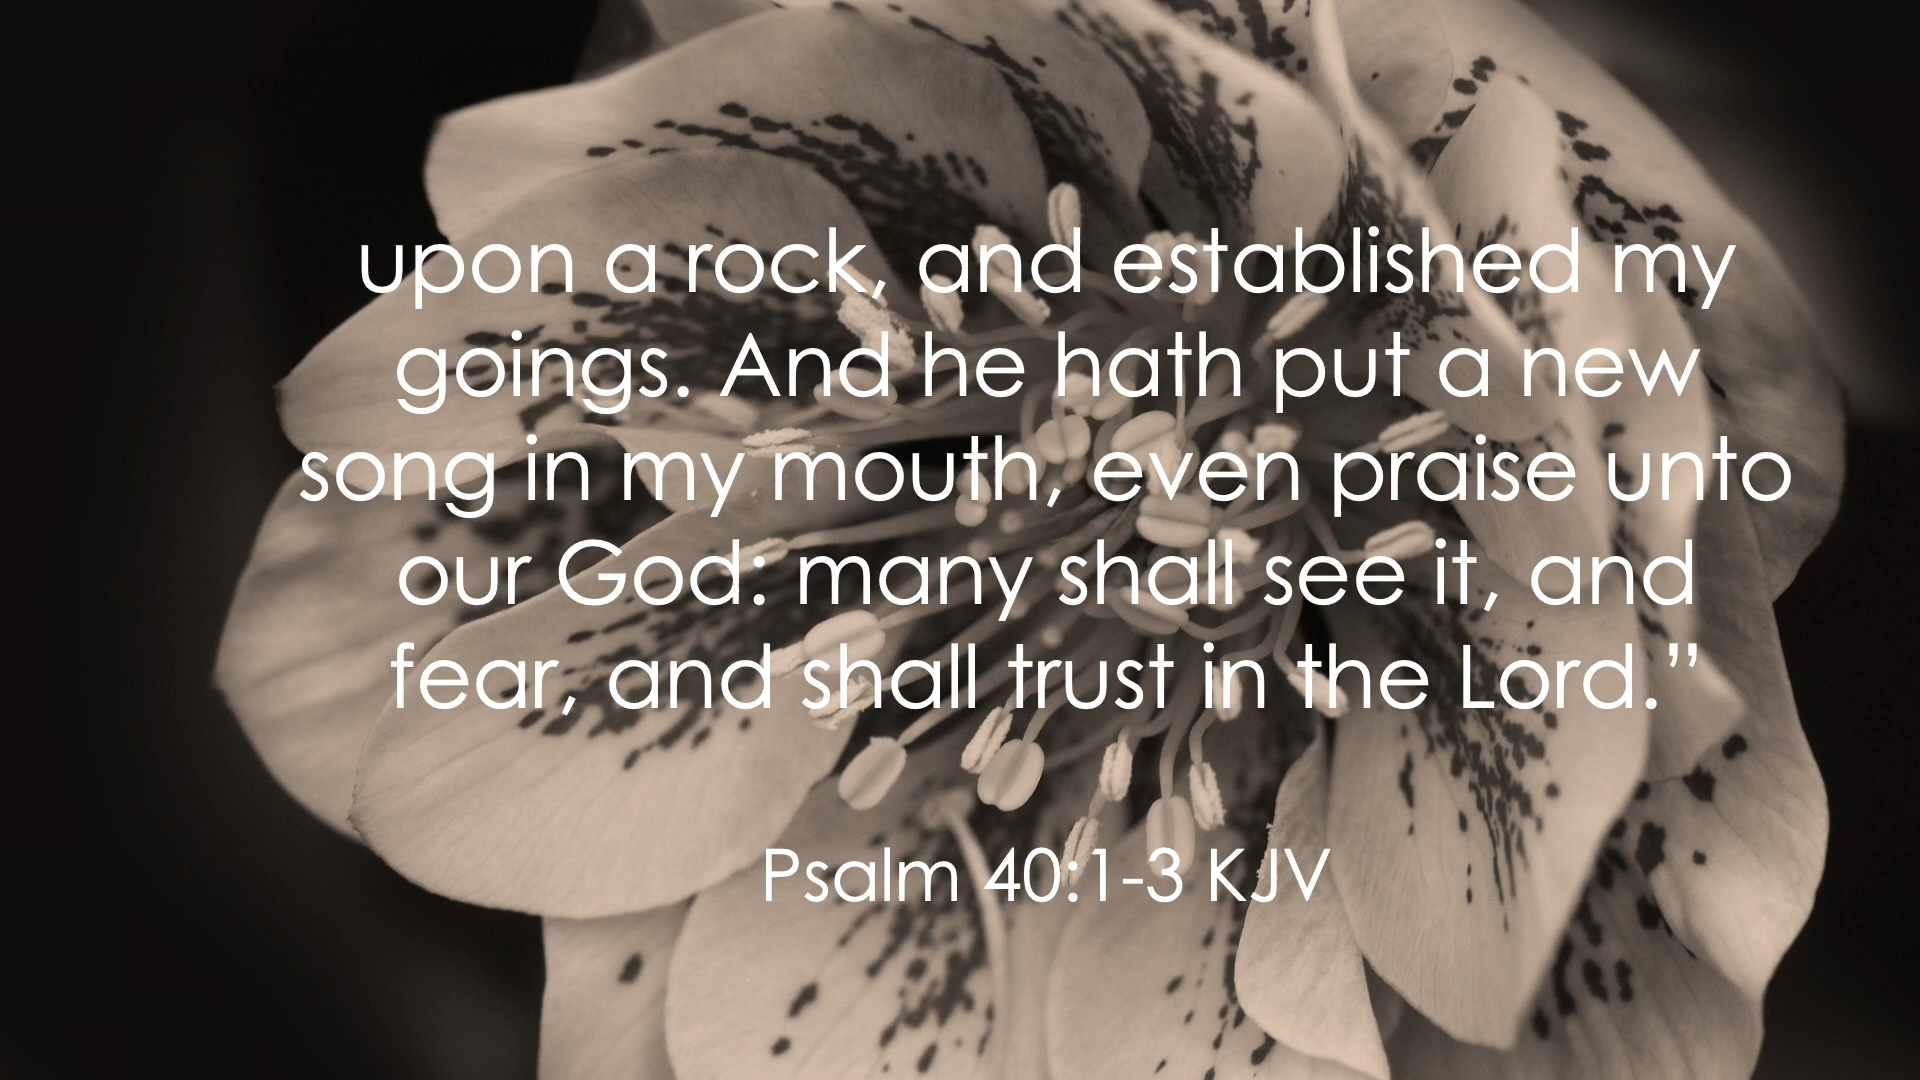 upon a rock, and established my
goings. And he hath put a new
song in my mouth, even praise unto
our God: many shall see it, and
fear, and shall trust in the Lord.”
Psalm 40:1-3 KJV